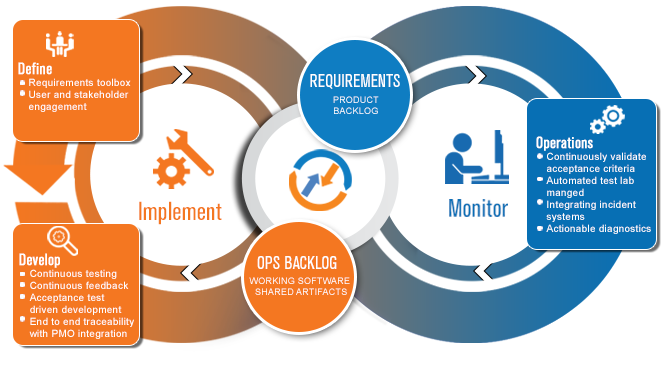 Define
Requirements toolbox
User and stakeholder
engagement
REQUIREMENTS
PRODUCT
BACKLOG
Operations
Continuously validate
acceptance criteria
Automated test lab
manged
Integrating incident
systems
Actionable diagnostics
Implement
Monitor
Develop
Continuous testing
Continuous feedback
Acceptance test
driven development
End to end traceability
with PMO integration
OPS BACKLOG
WORKING SOFTWARE
SHARED ARTIFACTS